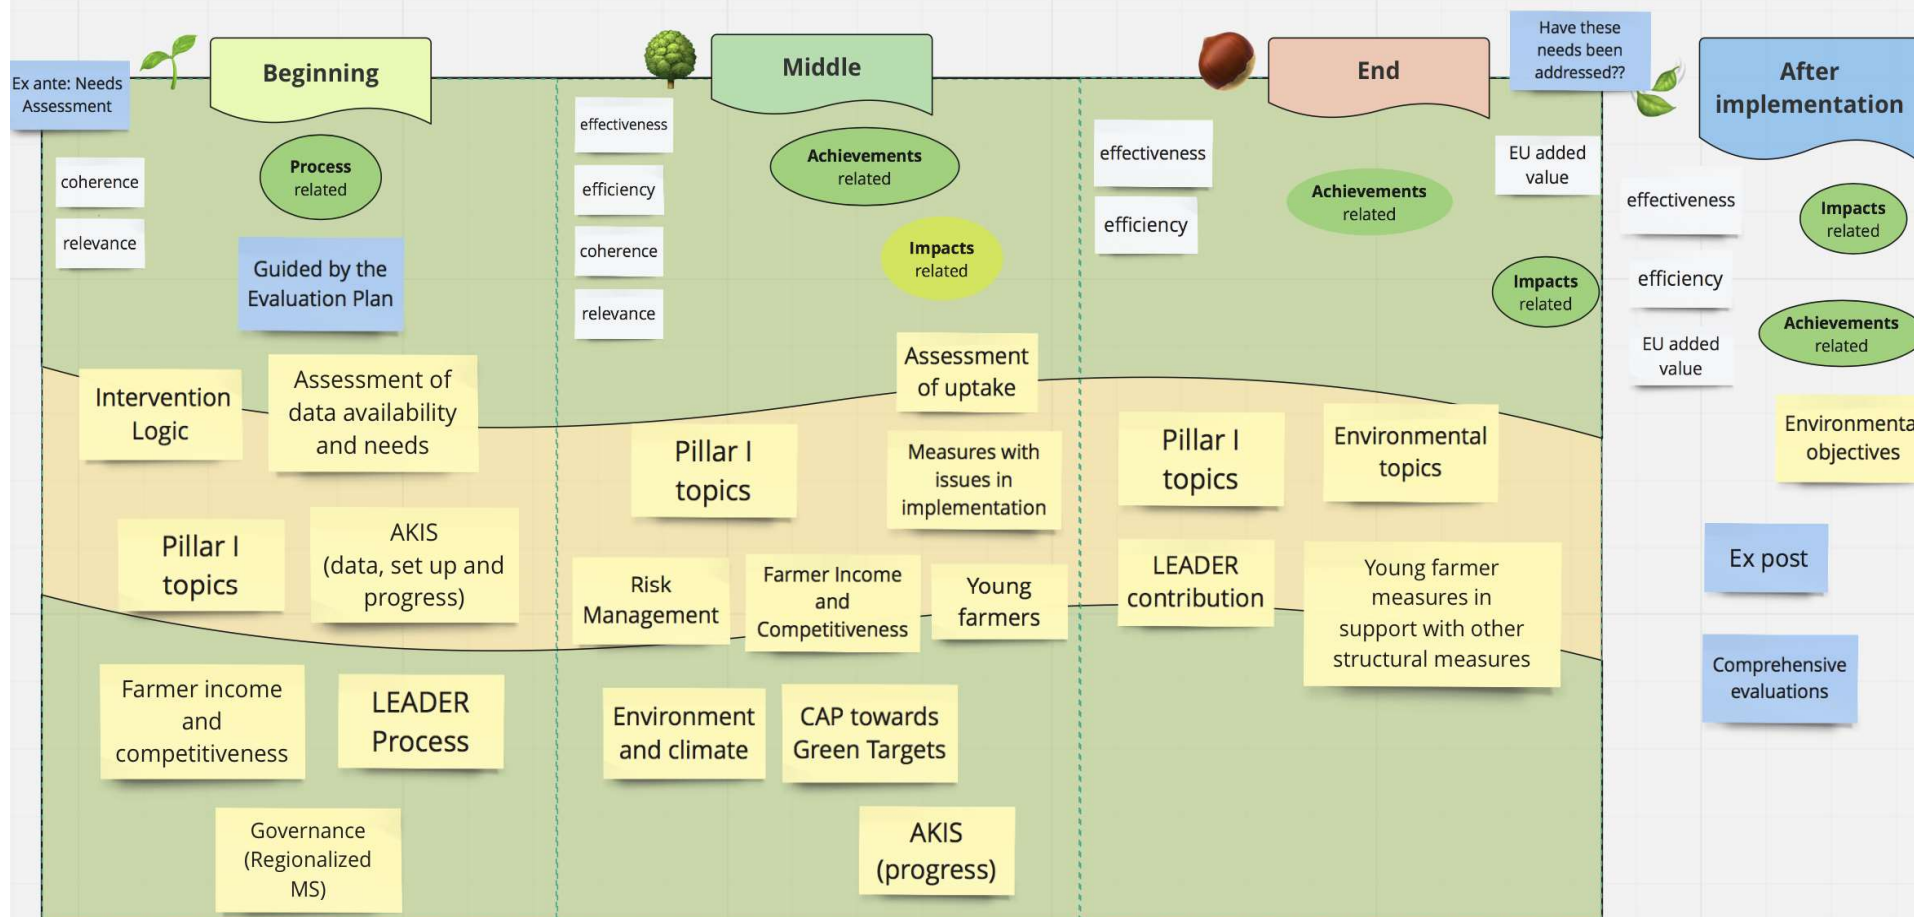 Ex ante: Needs
Assessment
Beginning
coherence
relevance
Process
related
Guided by the
Evaluation Plan
Intervention
Logic
Assessment of
data availability
and needs
Pillar I
topics
AKIS
(data, set up and
progress)
Farmer income
and
competitiveness
LEADER
Process
Governance
(Regionalized
MS)
Middle
effectiveness
efficiency
coherence
relevance
Achievements
related
Impacts
related
Assessment
of uptake
Pillar I
topics
Measures with
issues in
implementation
Risk
Management
Farmer Income
and
Competitiveness
Young
farmers
Environment
and climate
CAP towards
Green Targets
AKIS
(progress)
End
Have these
needs been
addressed??
effectiveness
efficiency
Achievements
related
EU added
value
Impacts
related
Pillar I
topics
Environmental
topics
LEADER
contribution
Young farmer
measures in
support with other
structural measures
After
implementation
effectiveness
efficiency
EU added
value
Impacts
related
Achievements
related
Environmenta
objectives
Ex post
Comprehensive
evaluations